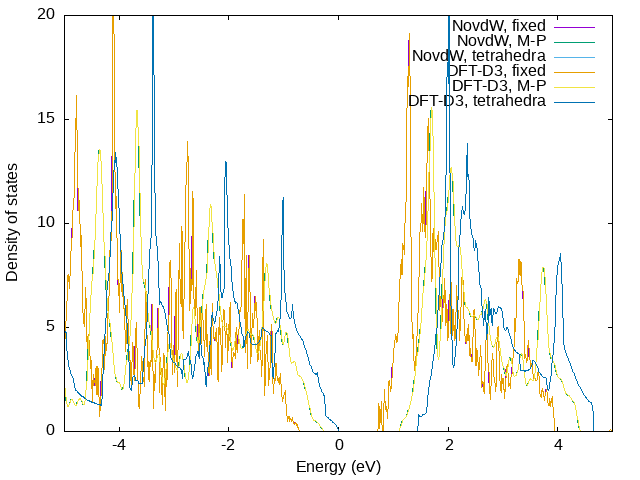 20
15
10
5
0
-4
-2
0
2
4
Density of states
Energy (eV)
NovdW, fixed
NovdW, M-P
NovdW, tetrahedra
DFT-D3, fixed
DFT-D3, M-P
DFT-D3, tetrahedra